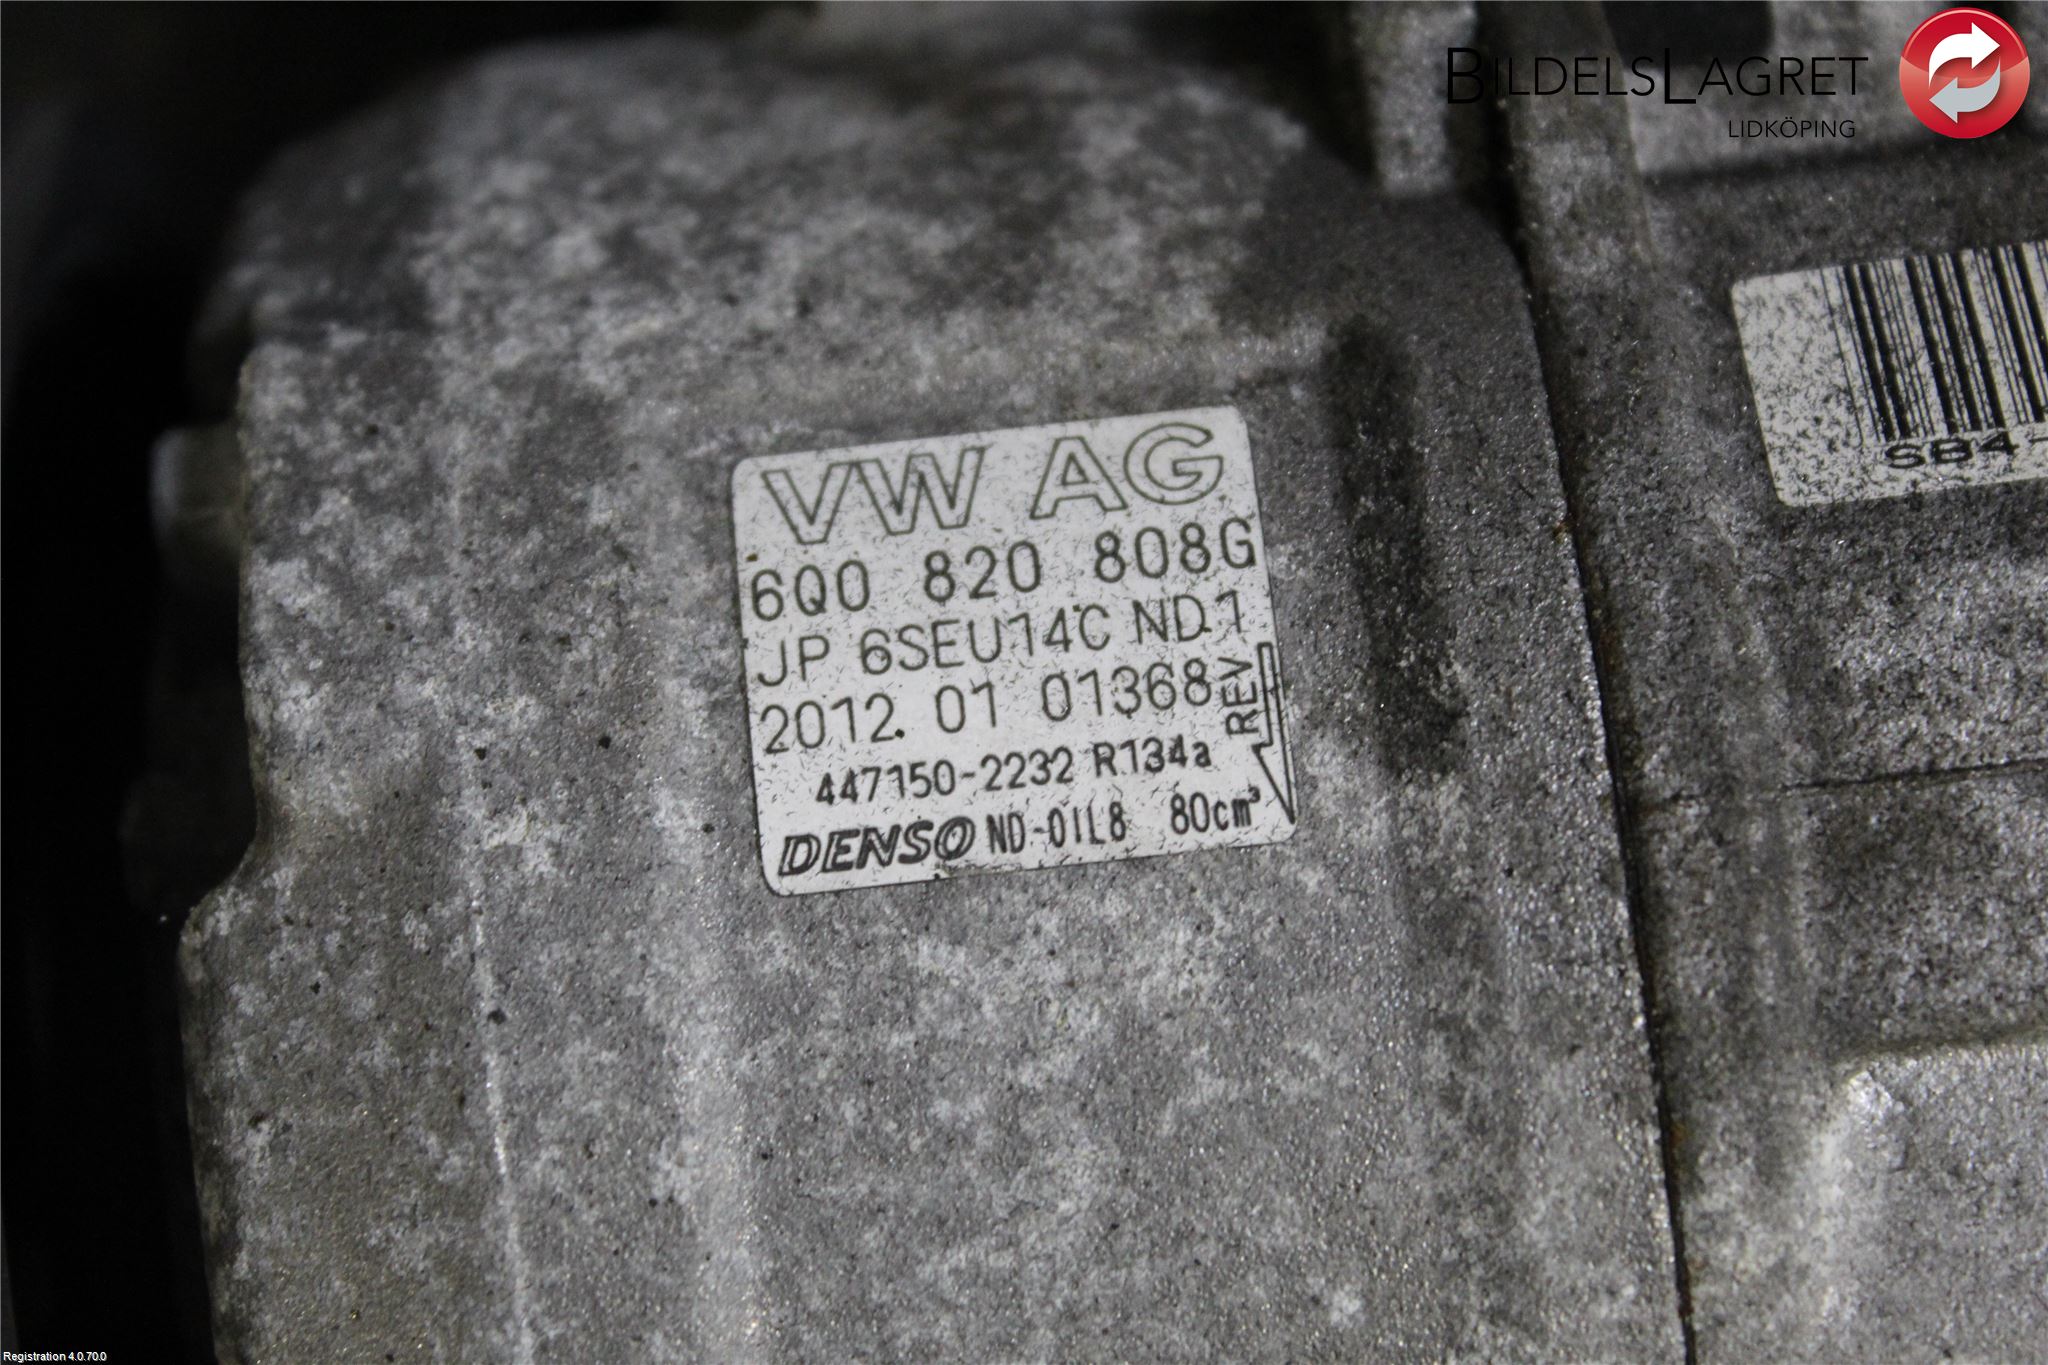 BILDELSLAGRET
LIDKÖPING
SB4-
VW AG
6Q0 820 808G
JP 6SEU14C ND1
2012 01 01368
REV
447150-2232 R134a
DENSO ND-OIL8 80cm³
Registration 4.0.70.0